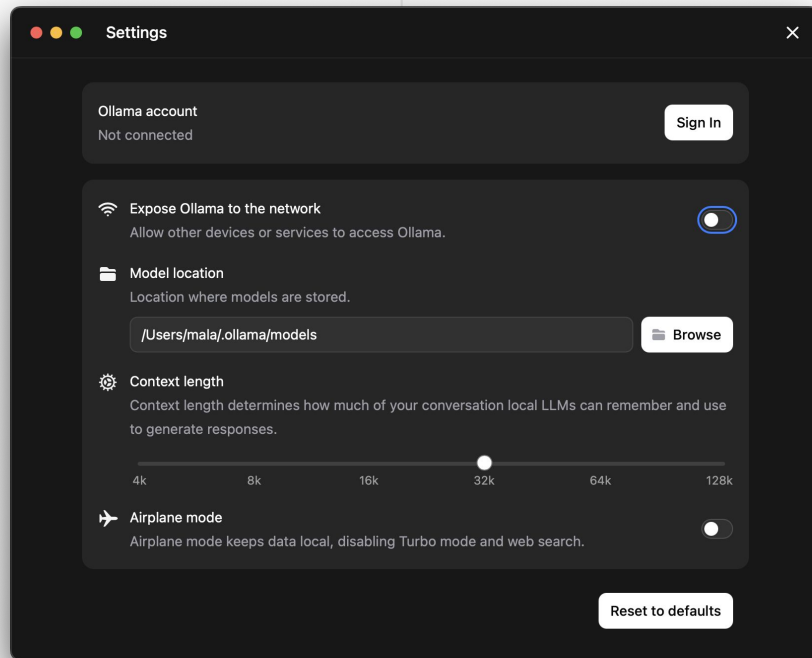 Settings
Ollama account
Sign In
Not connected
Expose Ollama to the network
Allow other devices or services to access Ollama.
Model location
Location where models are stored.
/Users/mala/.ollama/models
Browse
Context length
Context length determines how much of your conversation local LLMs can remember and use
to generate responses.
4k 8k 16k 32k 64k 128k
Airplane mode
Airplane mode keeps data local, disabling Turbo mode and web search.
Reset to defaults